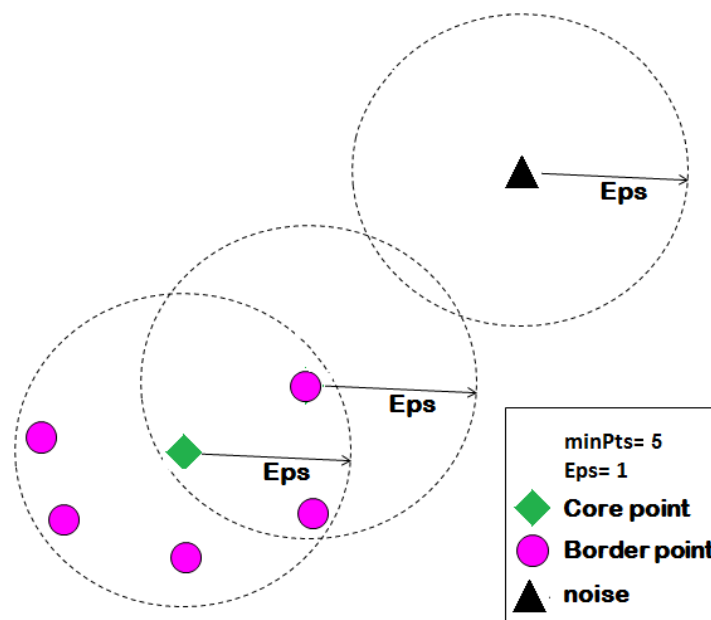 Eps
Eps
Eps
minPts= 5
Eps= 1
Core point
Border point
noise